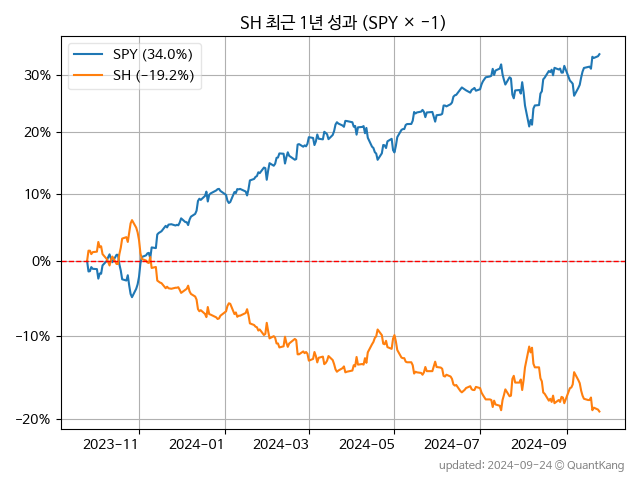 SH 최근 1년 성과 (SPY × −1)
SPY (34.0%)
SH (−19.2%)
30%
20%
10%
0%
−10%
−20%
2023−11 2024−01 2024−03 2024−05 2024−07 2024−09
updated: 2024−09−24 © QuantKang